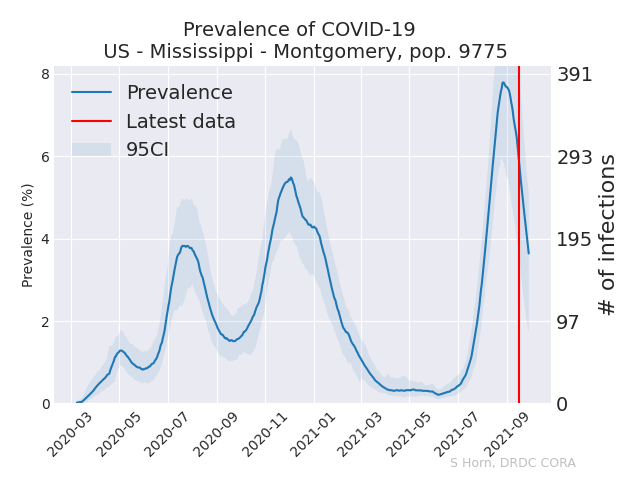 Prevalence of COVID-19
US - Mississippi - Montgomery, pop. 9775
Prevalence
Latest data
95CI
Prevalence (%)
8
6
4
2
0
391
293
195
97
0
# of infections
2020-03
2020-05
2020-07
2020-09
2020-11
2021-01
2021-03
2021-05
2021-07
2021-09
S Horn, DRDC CORA